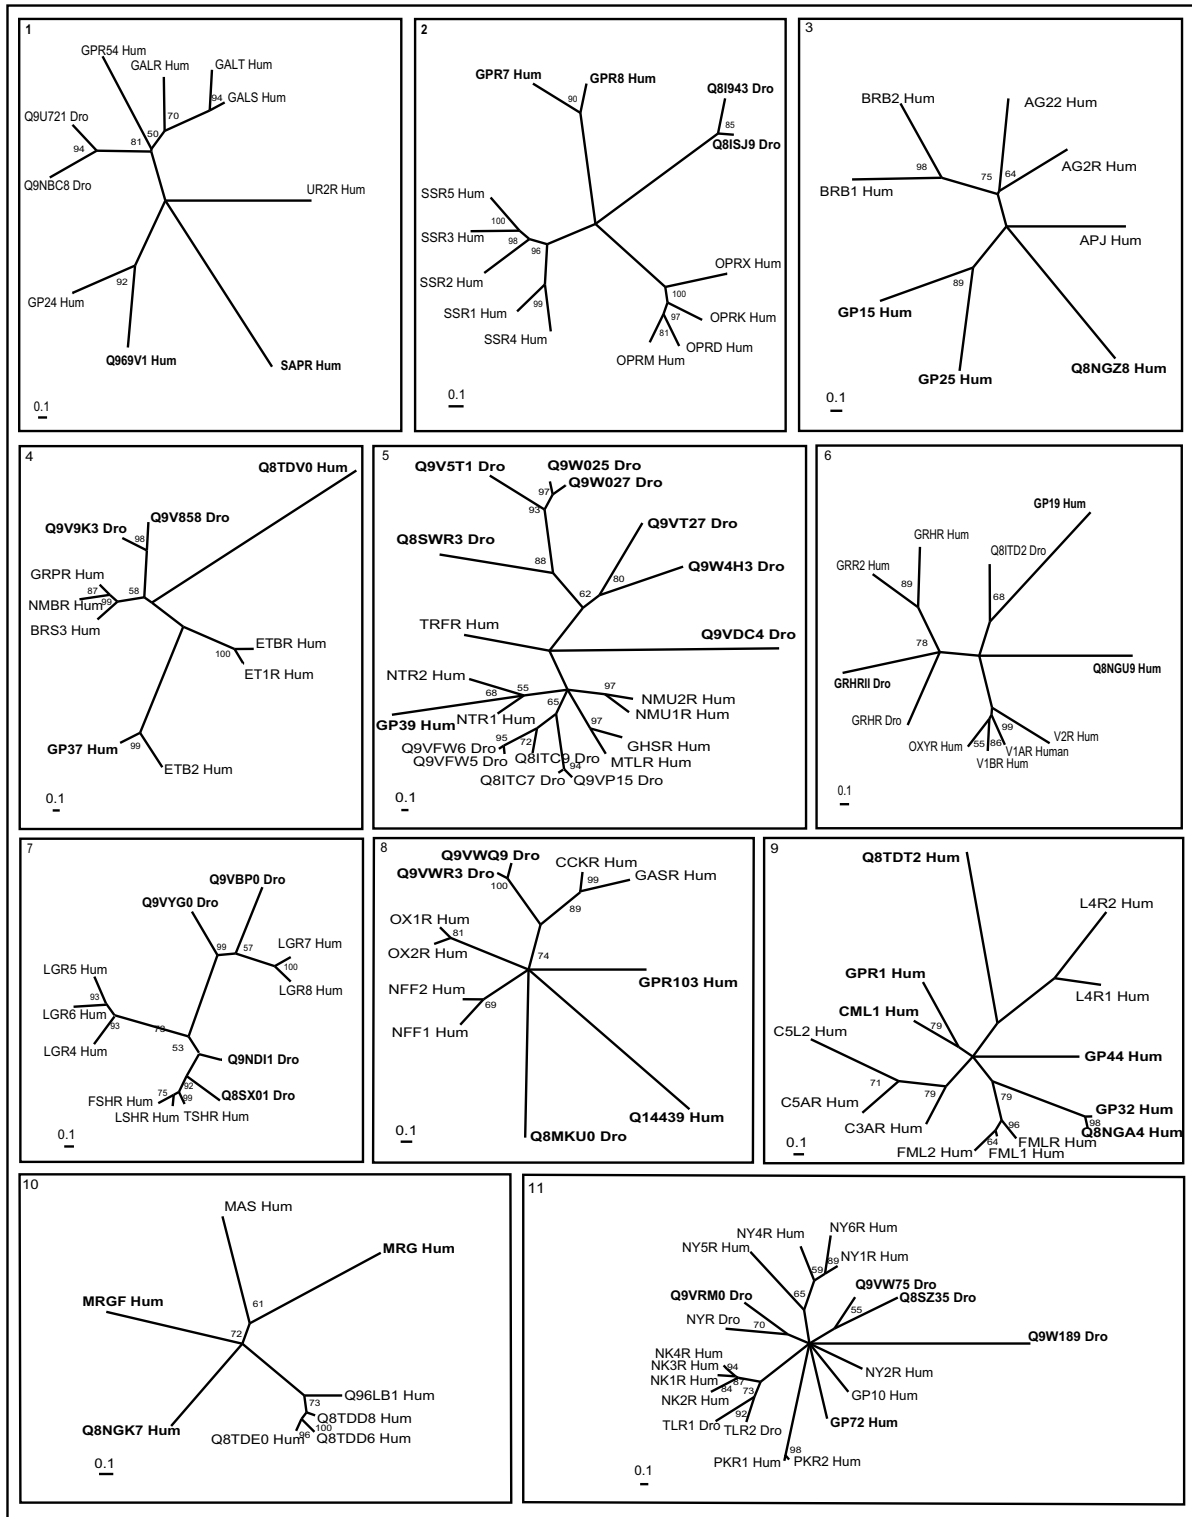 1
GPR54 Hum
GALR Hum
GALT Hum
94
GALS Hum
70
50
81
Q9U721 Dro
94
Q9NBC8 Dro
UR2R Hum
92
GP24 Hum
Q969V1 Hum
SAPR Hum
0.1
2
GPR7 Hum
GPR8 Hum
90
Q8I943 Dro
85
Q8ISJ9 Dro
SSR5 Hum
100
SSR3 Hum
98
96
SSR2 Hum
99
SSR1 Hum
SSR4 Hum
OPRX Hum
100
OPRK Hum
97
81
OPRD Hum
OPRM Hum
0.1
3
BRB2 Hum
AG22 Hum
98
AG2R Hum
75
64
BRB1 Hum
APJ Hum
89
GP15 Hum
GP25 Hum
Q8NGZ8 Hum
0.1
4
Q8TDV0 Hum
Q9V858 Dro
Q9V9K3 Dro
98
GRPR Hum
87
58
NMBR Hum
99
BRS3 Hum
ETBR Hum
100
ET1R Hum
GP37 Hum
99
ETB2 Hum
0.1
5
Q9V5T1 Dro
Q9W025 Dro
97
Q9W027 Dro
93
Q9VT27 Dro
Q8SWR3 Dro
88
80
Q9W4H3 Dro
62
TRFR Hum
Q9VDC4 Dro
NTR2 Hum
68
55
97
NMU2R Hum
65
NMU1R Hum
GP39 Hum
NTR1 Hum
97
95
72
GHSR Hum
Q9VFW6 Dro
Q9VFW5 Dro
Q8ITC9 Dro
MTLR Hum
94
Q8ITC7 Dro
Q9VP15 Dro
0.1
6
GP19 Hum
GRHR Hum
Q8ITD2 Dro
GRR2 Hum
89
68
78
Q8NGU9 Hum
GRHRII Dro
GRHR Dro
99
55
86
V2R Hum
OXYR Hum
V1AR Human
V1BR Hum
0.1
7
Q9VBP0 Dro
Q9VYG0 Dro
99
57
LGR7 Hum
100
LGR8 Hum
LGR5 Hum
93
LGR6 Hum
93
73
LGR4 Hum
53
Q9NDI1 Dro
92
75
99
Q8SX01 Dro
FSHR Hum
LSHR Hum
TSHR Hum
0.1
8
Q9VWQ9 Dro
Q9VWR3 Dro
100
CCKR Hum
99
GASR Hum
89
OX1R Hum
81
OX2R Hum
74
GPR103 Hum
NFF2 Hum
69
NFF1 Hum
Q14439 Hum
Q8MKU0 Dro
0.1
9
Q8TDT2 Hum
L4R2 Hum
GPR1 Hum
L4R1 Hum
CML1 Hum
79
C5L2 Hum
GP44 Hum
71
79
79
C5AR Hum
GP32 Hum
C3AR Hum
96
98
Q8NGA4 Hum
64
FMLR Hum
FML2 Hum
FML1 Hum
0.1
10
MAS Hum
MRG Hum
MRGF Hum
61
72
Q96LB1 Hum
73
Q8TDD8 Hum
Q8NGK7 Hum
100
96
Q8TDE0 Hum
Q8TDD6 Hum
0.1
11
NY6R Hum
NY4R Hum
NY5R Hum
89
NY1R Hum
59
65
Q9VW75 Dro
Q9VRM0 Dro
Q8SZ35 Dro
55
NYR Dro
70
Q9W189 Dro
NK4R Hum
NK3R Hum
94
NY2R Hum
NK1R Hum
87
84
73
NK2R Hum
GP10 Hum
92
TLR1 Dro
TLR2 Dro
GP72 Hum
98
PKR1 Hum
PKR2 Hum
0.1